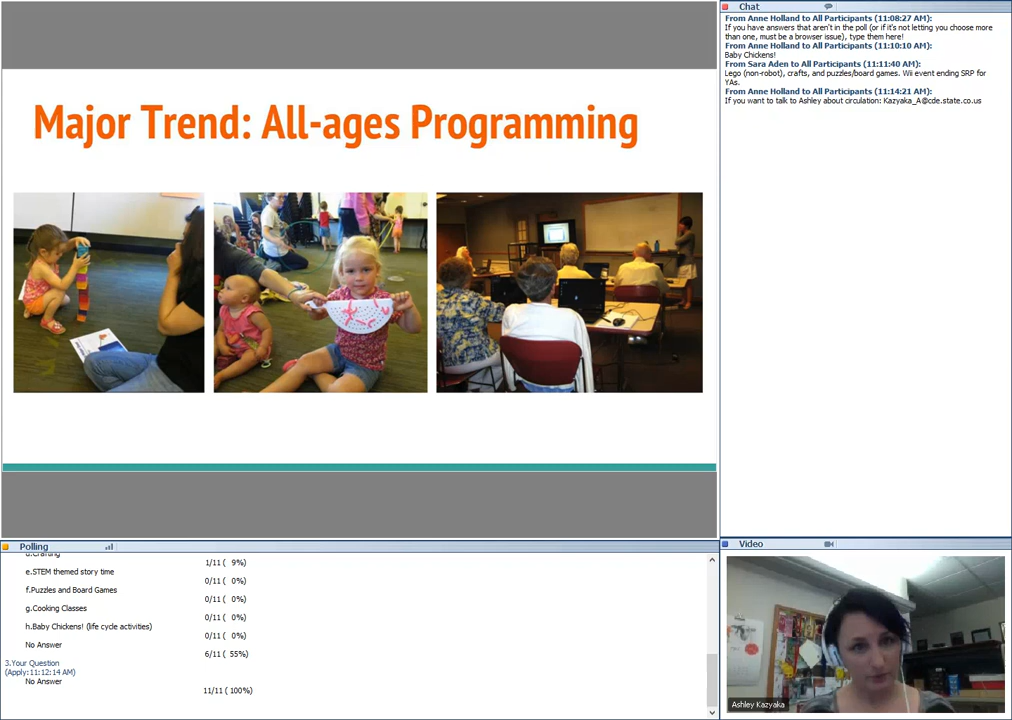 Major Trend: All-ages Programming
Chat
From Anne Holland to All Participants (11:08:27 AM):
If you have answers that aren't in the poll (or if it's not letting you choose more
than one, must be a browser issue), type them here!
From Anne Holland to All Participants (11:10:10 AM):
Baby Chickens!
From Sara Aden to All Participants (11:11:40 AM):
Lego (non-robot), crafts, and puzzles/board games. Wii event ending SRP for
YAs.
From Anne Holland to All Participants (11:14:21 AM):
If you want to talk to Ashley about circulation: Kazyaka_A@cde.state.co.us
Polling
d.Crafting
1/11 ( 9%)
e.STEM themed story time
0/11 ( 0%)
f.Puzzles and Board Games
0/11 ( 0%)
g.Cooking Classes
0/11 ( 0%)
h.Baby Chickens! (life cycle activities)
0/11 ( 0%)
No Answer
6/11 ( 55%)
3.Your Question
(Apply:11:12:14 AM)
No Answer
11/11 ( 100%)
Video
Ashley Kazyaka